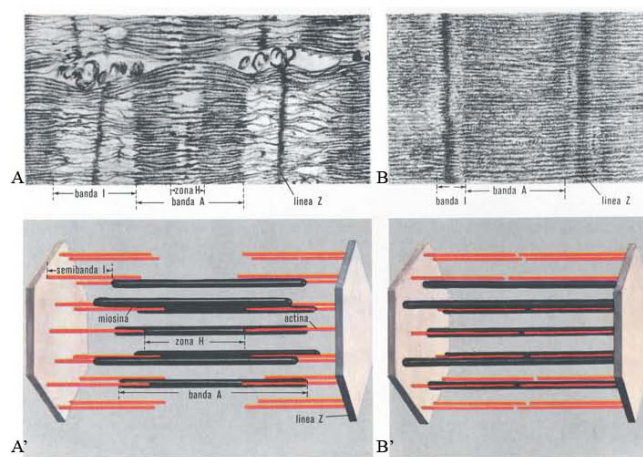 A
banda I
zona H
banda A
linea Z
B
banda I
banda A
linea Z
semibanda I
miosina
actina
zona H
banda A
linea Z
A'
B'